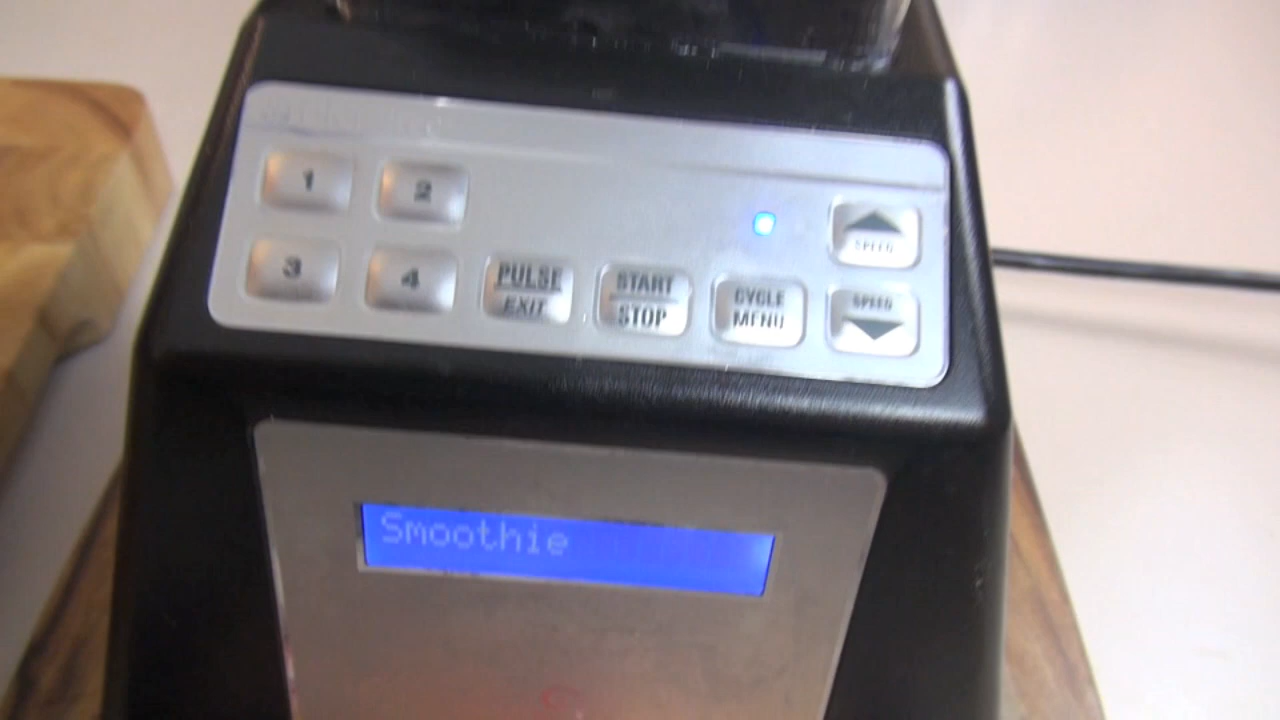 1
2
3
4
PULSE
EXIT
START
STOP
CYCLE
MENU
SPEED
SPEED
Smoothie